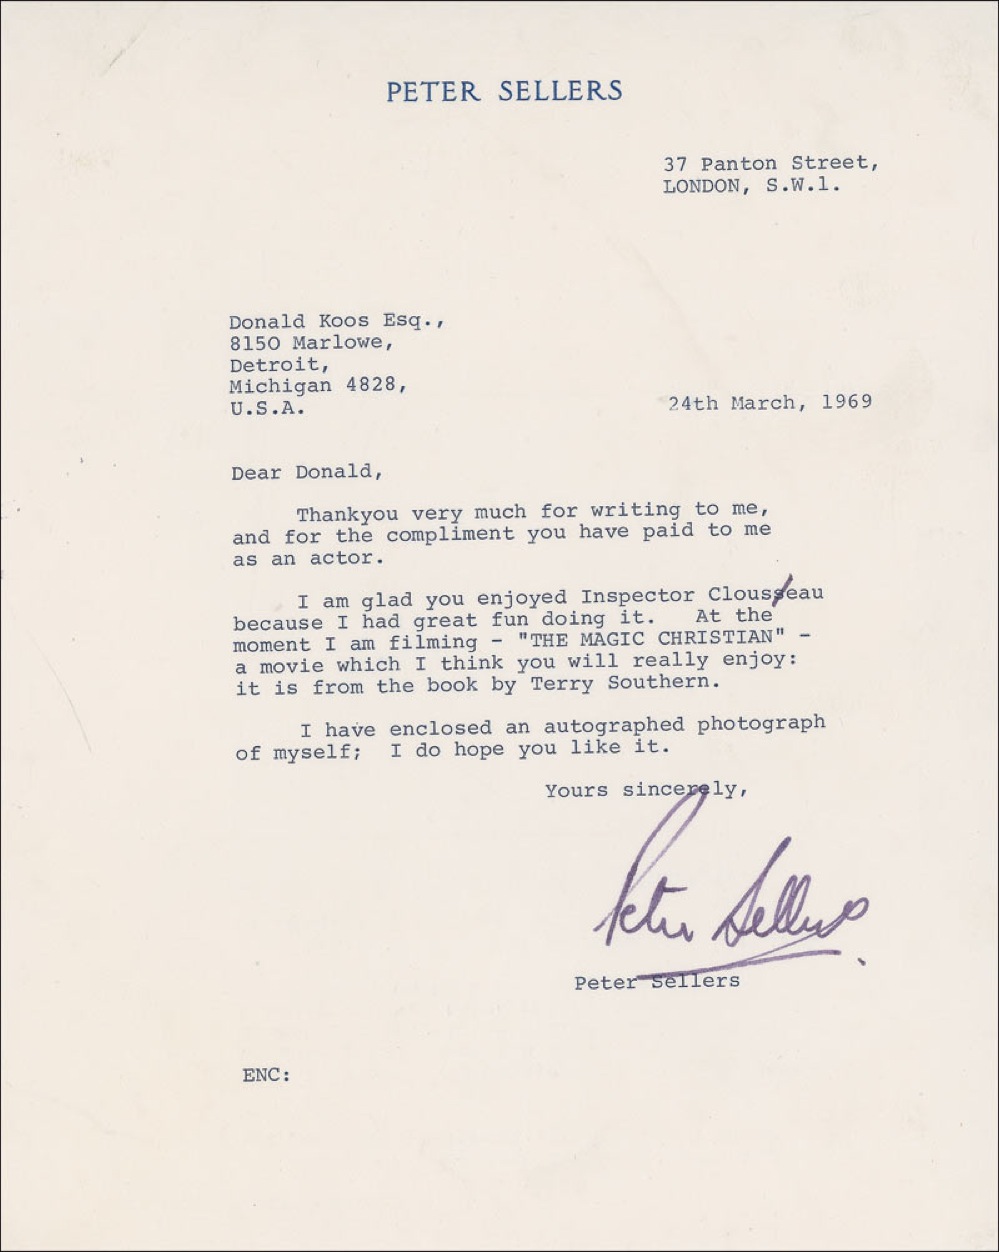 PETER SELLERS
37 Panton Street,
LONDON, S.W.1.
Donald Koos Esq.,
8150 Marlowe,
Detroit,
Michigan 4828,
U.S.A.
24th March, 1969
Dear Donald,
Thankyou very much for writing to me,
and for the compliment you have paid to me
as an actor.
I am glad you enjoyed Inspector Clouseau
because I had great fun doing it. At the
moment I am filming - "THE MAGIC CHRISTIAN" -
a movie which I think you will really enjoy:
it is from the book by Terry Southern.
I have enclosed an autographed photograph
of myself; I do hope you like it.
Yours sincerely,
Peter Sellers
Peter Sellers
ENC: